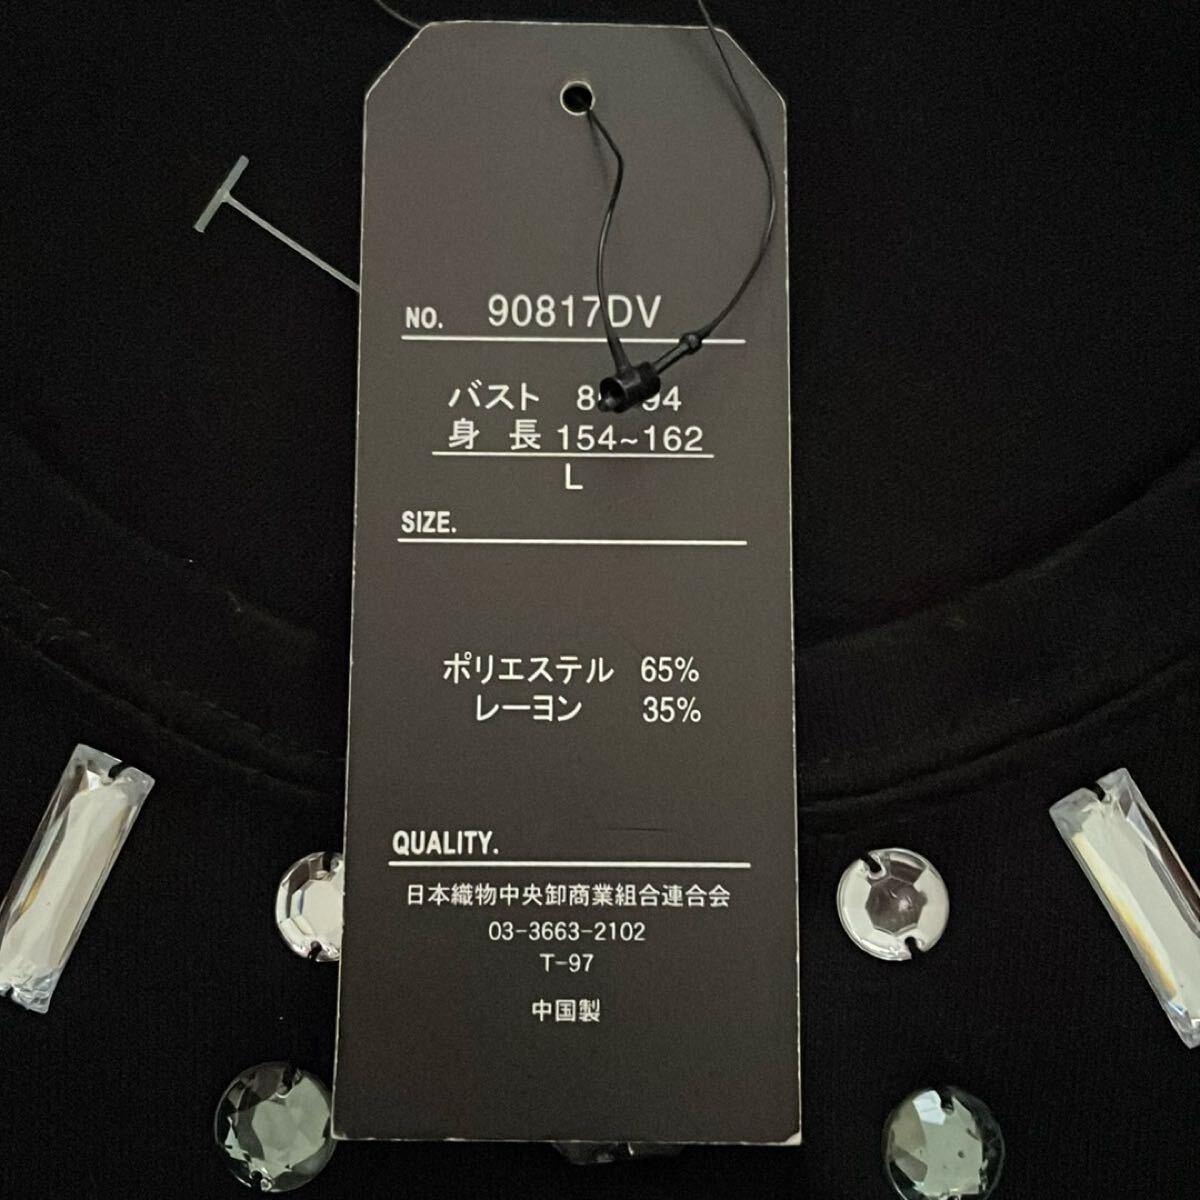 NO. 90817DV
バスト 94
身長 154~162
L
SIZE.
ポリエステル 65%
レーヨン 35%
QUALITY.
日本織物中央卸商業組合連合会
03-3663-2102
T-97
中国製